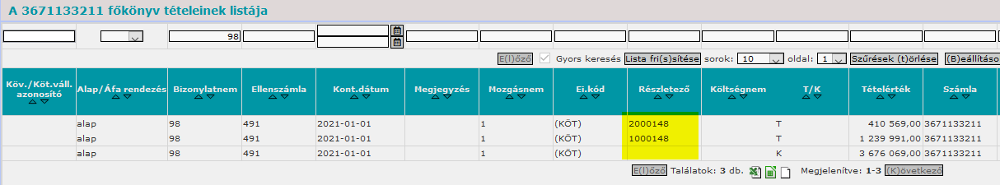 A 3671133211 főkönyv tételeinek listája
98
E(l)őző Gyors keresés Lista fri(s)sítése sorok: 10 oldal: 1 Szűrések (t)örlése (B)eállításo
Köv./Köt.váll. azonosító Alap/Áfa rendezés Bizonylatnem Ellenszámla Kont.dátum Megjegyzés Mozgásnem Ei.kód Részletező Költségnem T/K Tételérték Számla
alap 98 491 2021-01-01 1 (KÖT) 2000148 T 410 569,00 3671133211
alap 98 491 2021-01-01 1 (KÖT) 1000148 T 1 239 991,00 3671133211
alap 98 491 2021-01-01 1 (KÖT) K 3 676 069,00 3671133211
E(l)őző Találatok: 3 db. Megjelenítve: 1-3 (K)övetkező